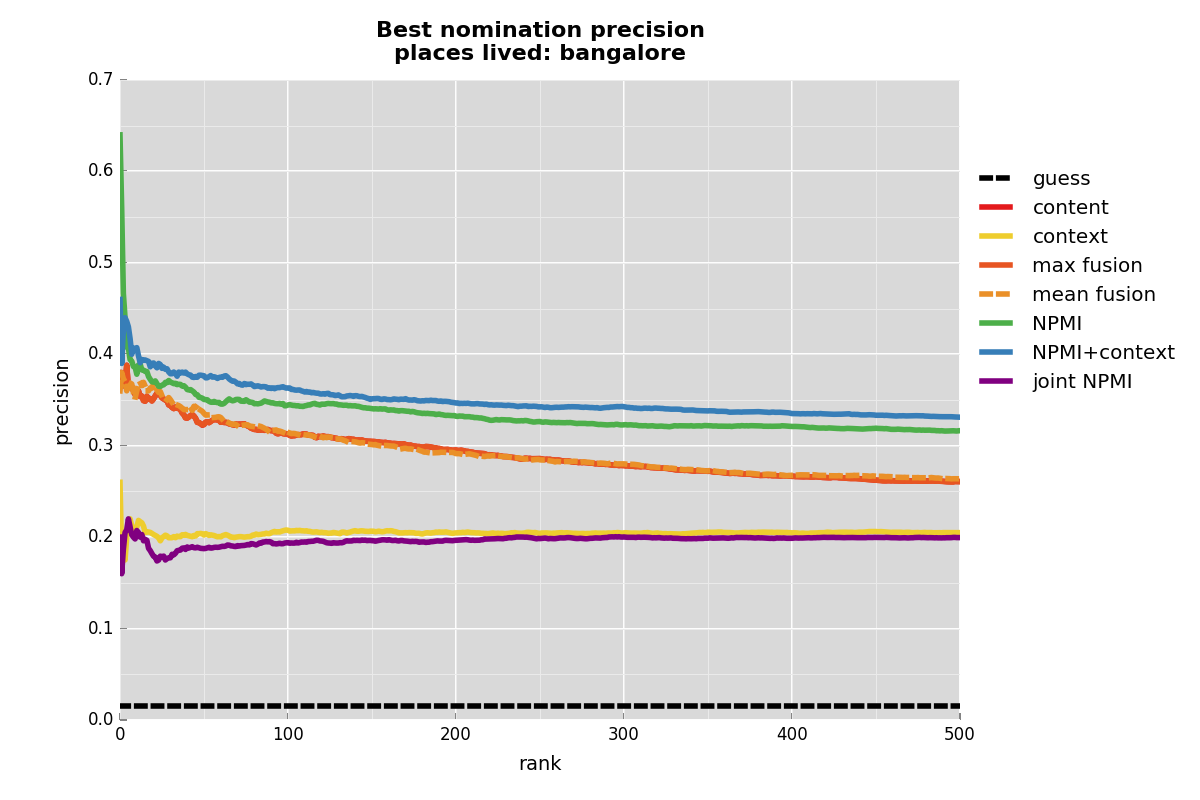 Best nomination precision
places lived: bangalore
0.7
0.6
0.5
0.4
0.3
0.2
0.1
0.0
precision
0
100
200
300
400
500
rank
guess
content
context
max fusion
mean fusion
NPMI
NPMI+context
joint NPMI